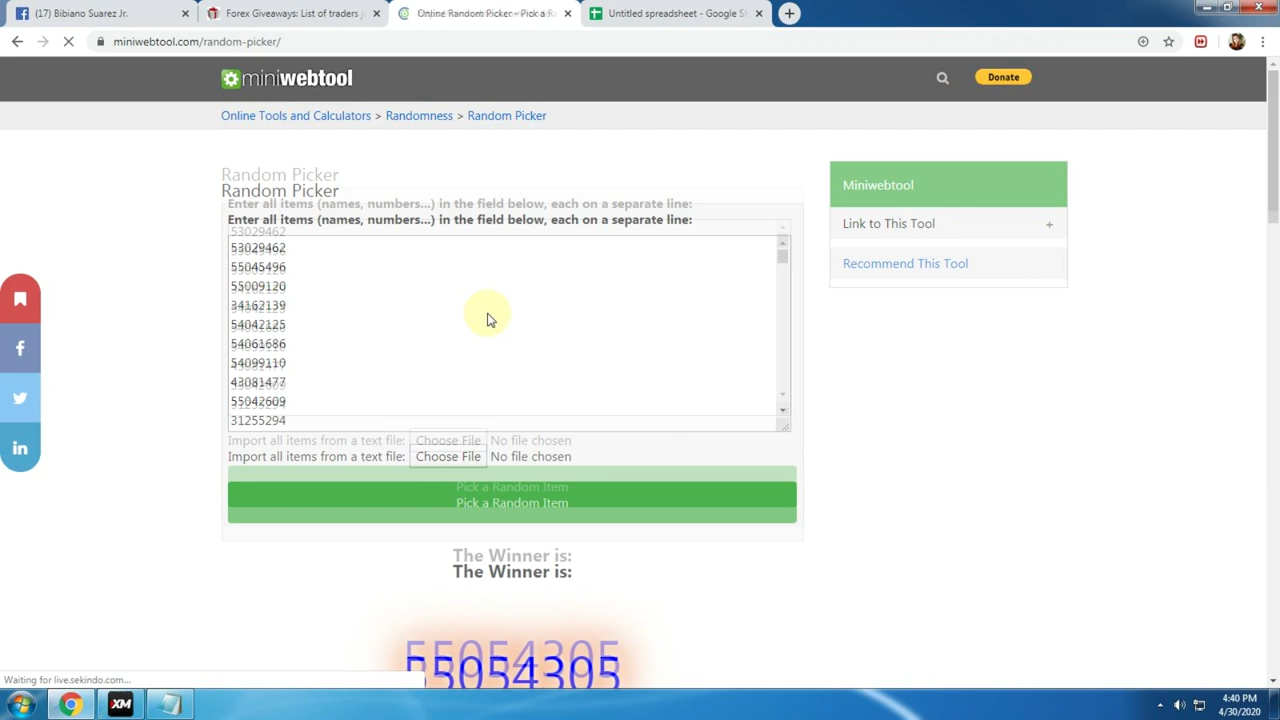 (17) Bibiano Suarez Jr.
Forex Giveaways: List of traders j
Online Random Picker - Pick a R
Untitled spreadsheet - Google Sh
miniwebtool.com/random-picker/
miniwebtool
Donate
Online Tools and Calculators > Randomness > Random Picker
Random Picker
Random Picker
Enter all items (names, numbers...) in the field below, each on a separate line:
Enter all items (names, numbers...) in the field below, each on a separate line:
53029462
53029462
55045496
55009120
34162139
54042125
54061686
54099110
43081477
55042609
31255294
Import all items from a text file: Choose File No file chosen
Import all items from a text file: Choose File No file chosen
Pick a Random Item
Pick a Random Item
The Winner is:
The Winner is:
55054305
55054305
Miniwebtool
Link to This Tool +
Recommend This Tool
Waiting for live.sekindo.com...
XM
4:40 PM
4/30/2020